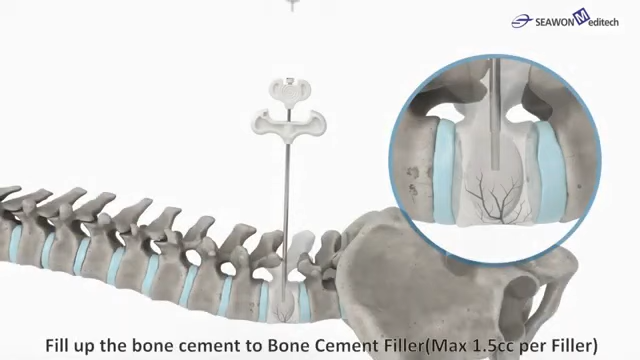 SEAWON Meditech
Fill up the bone cement to Bone Cement Filler(Max 1.5cc per Filler)